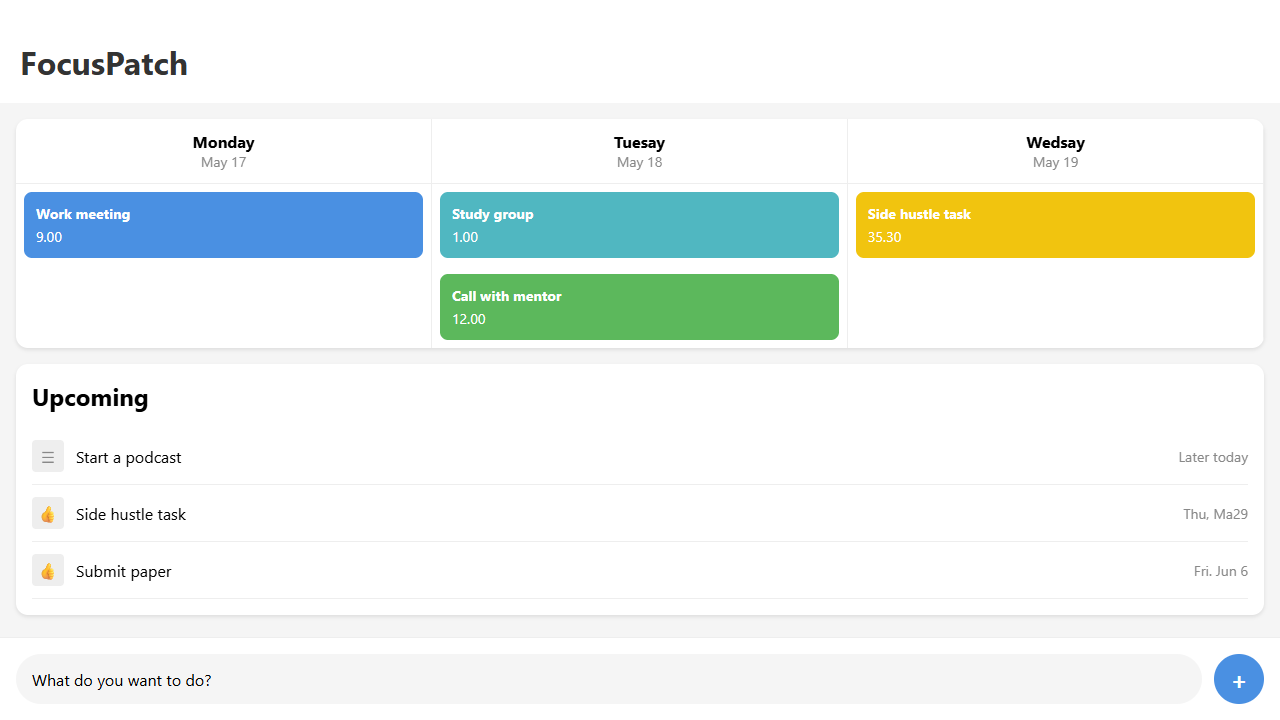 FocusPatch
Monday
May 17
Tuesay
May 18
Wedsay
May 19
Work meeting
9.00
Study group
1.00
Call with mentor
12.00
Side hustle task
35.30
Upcoming
Start a podcast
Later today
Side hustle task
Thu, Ma29
Submit paper
Fri. Jun 6
What do you want to do?
+